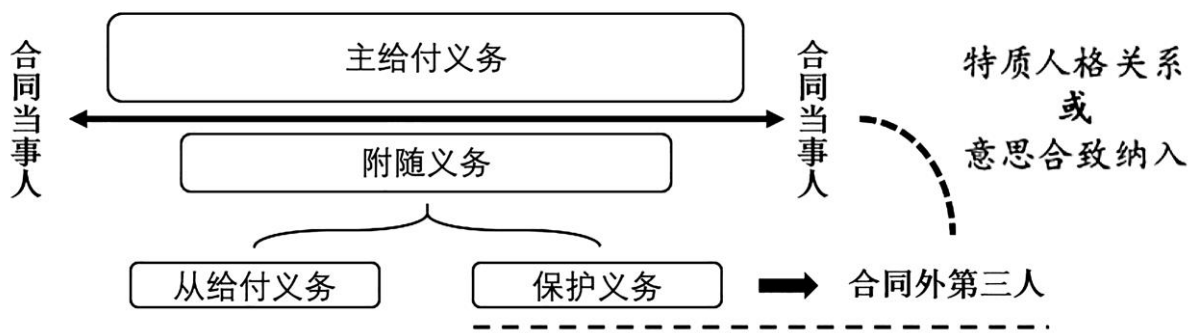 合同当事人
主给付义务
合同当事人
特质人格关系
或
意思合致纳入
附随义务
从给付义务
保护义务
合同外第三人